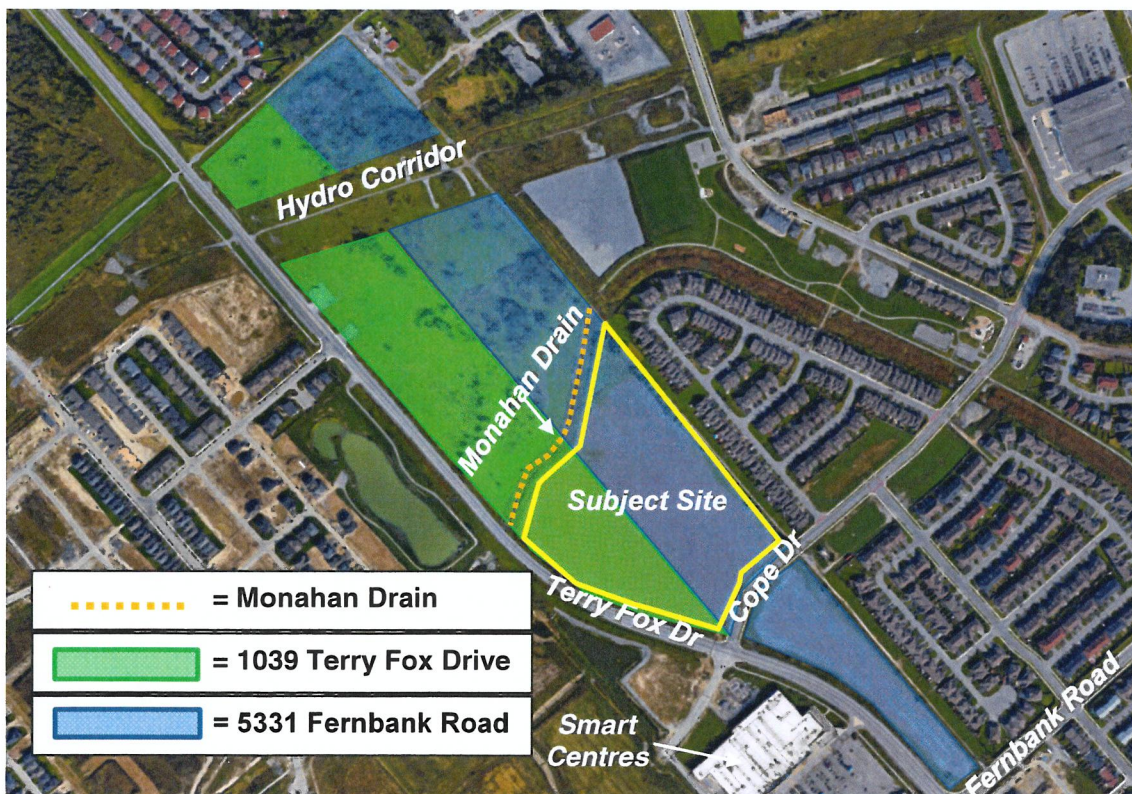 Hydro Corridor
Monahan Drain
Subject Site
Cope Dr
Terry Fox Dr
= Monahan Drain
= 1039 Terry Fox Drive
= 5331 Fernbank Road
Smart
Centres
Fernbank Road